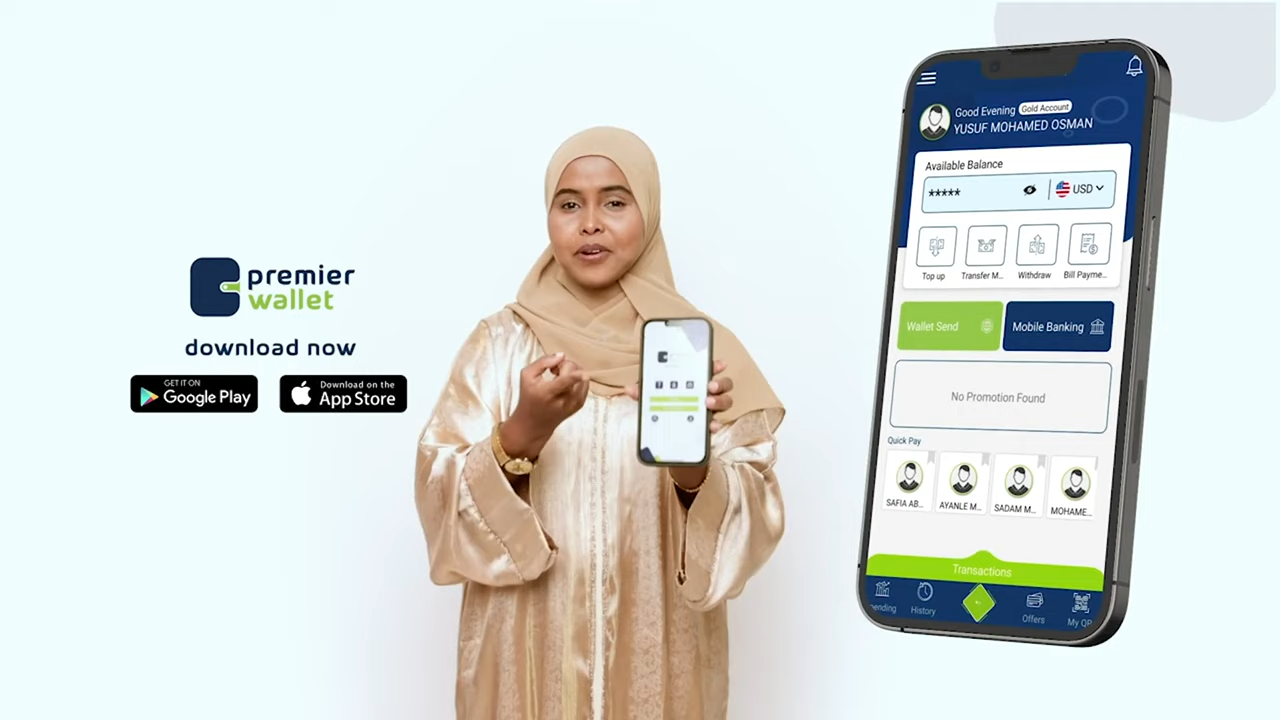 premier
wallet
download now
GET IT ON
Google Play
Download on the
App Store
Good Evening Gold Account
YUSUF MOHAMED OSMAN
Available Balance
***** USD
Top up Transfer M... Withdraw Bill Payme...
Wallet Send Mobile Banking
No Promotion Found
Quick Pay
SAFIA AB... AYANLE M... SADAM M... MOHAME...
Transactions
pending History Offers My QR